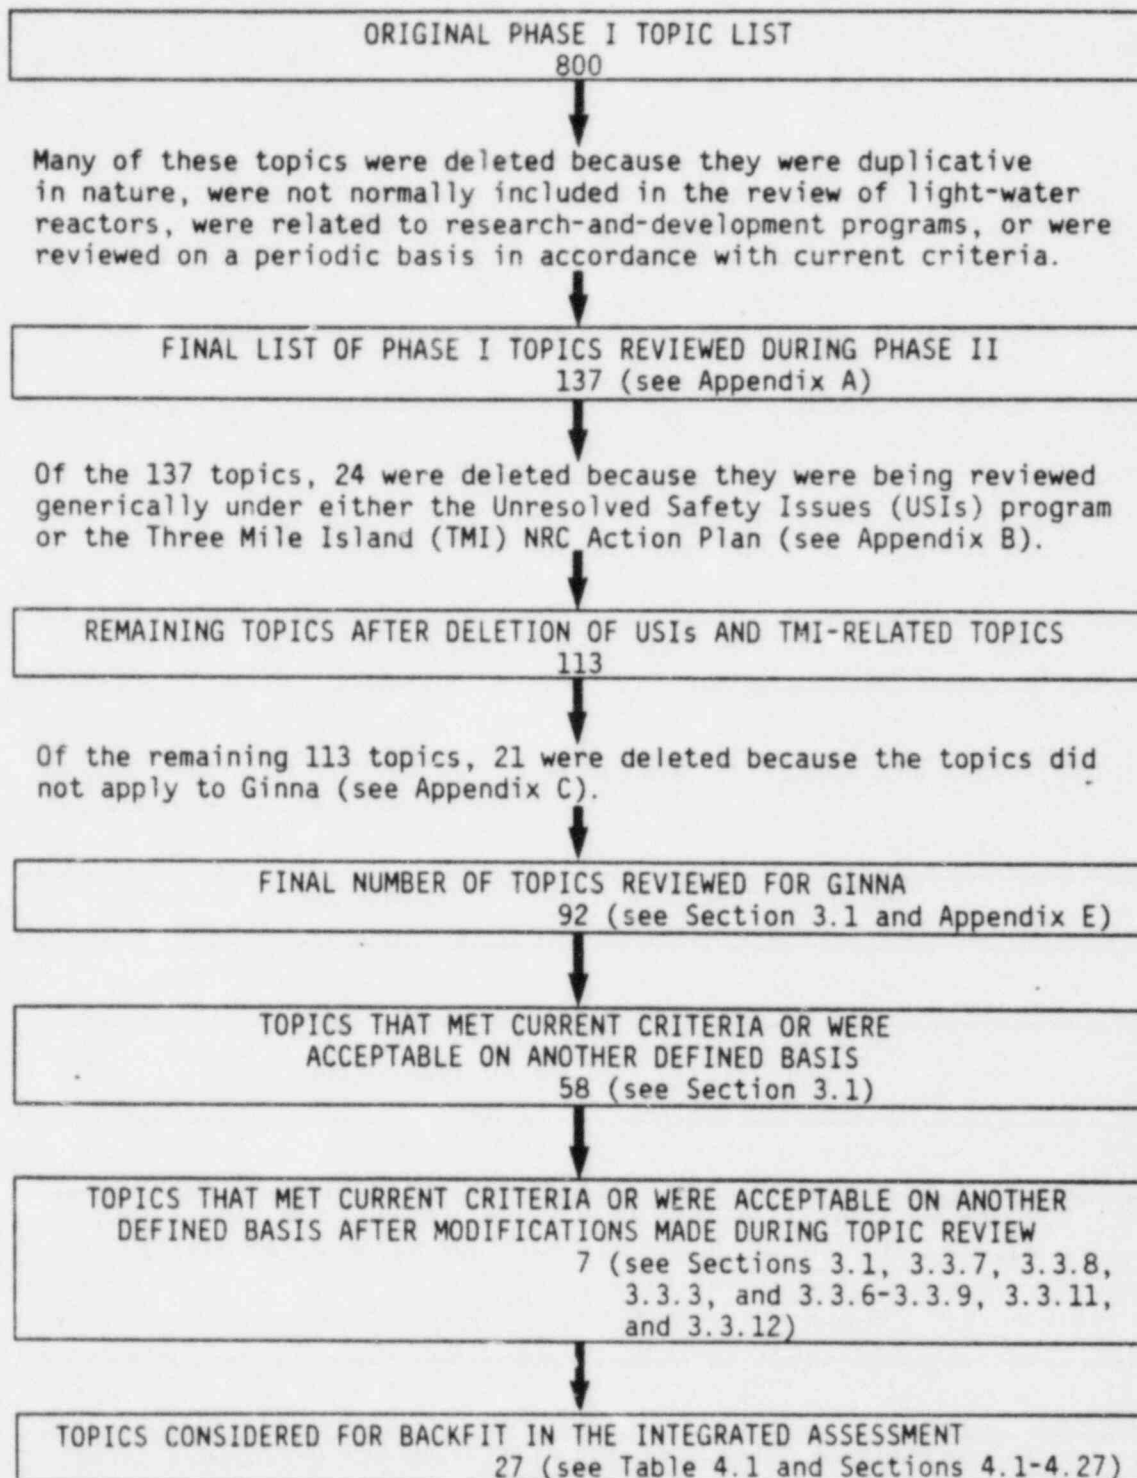 ORIGINAL PHASE I TOPIC LIST
800
Many of these topics were deleted because they were duplicative
in nature, were not normally included in the review of light-water
reactors, were related to research-and-development programs, or were
reviewed on a periodic basis in accordance with current criteria.
FINAL LIST OF PHASE I TOPICS REVIEWED DURING PHASE II
137 (see Appendix A)
Of the 137 topics, 24 were deleted because they were being reviewed
generically under either the Unresolved Safety Issues (USIs) program
or the Three Mile Island (TMI) NRC Action Plan (see Appendix B).
REMAINING TOPICS AFTER DELETION OF USIs AND TMI-RELATED TOPICS
113
Of the remaining 113 topics, 21 were deleted because the topics did
not apply to Ginna (see Appendix C).
FINAL NUMBER OF TOPICS REVIEWED FOR GINNA
92 (see Section 3.1 and Appendix E)
TOPICS THAT MET CURRENT CRITERIA OR WERE
ACCEPTABLE ON ANOTHER DEFINED BASIS
58 (see Section 3.1)
TOPICS THAT MET CURRENT CRITERIA OR WERE ACCEPTABLE ON ANOTHER
DEFINED BASIS AFTER MODIFICATIONS MADE DURING TOPIC REVIEW
7 (see Sections 3.1, 3.3.7, 3.3.8,
3.3.3, and 3.3.6-3.3.9, 3.3.11,
and 3.3.12)
TOPICS CONSIDERED FOR BACKFIT IN THE INTEGRATED ASSESSMENT
27 (see Table 4.1 and Sections 4.1-4.27)